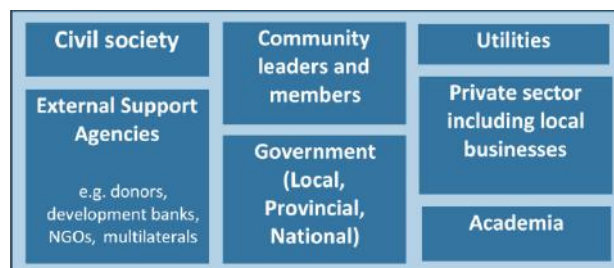 Civil society
External Support
Agencies
e.g. donors,
development banks,
NGOs, multilaterals
Community
leaders and
members
Government
(Local,
Provincial,
National)
Utilities
Private sector
including local
businesses
Academia